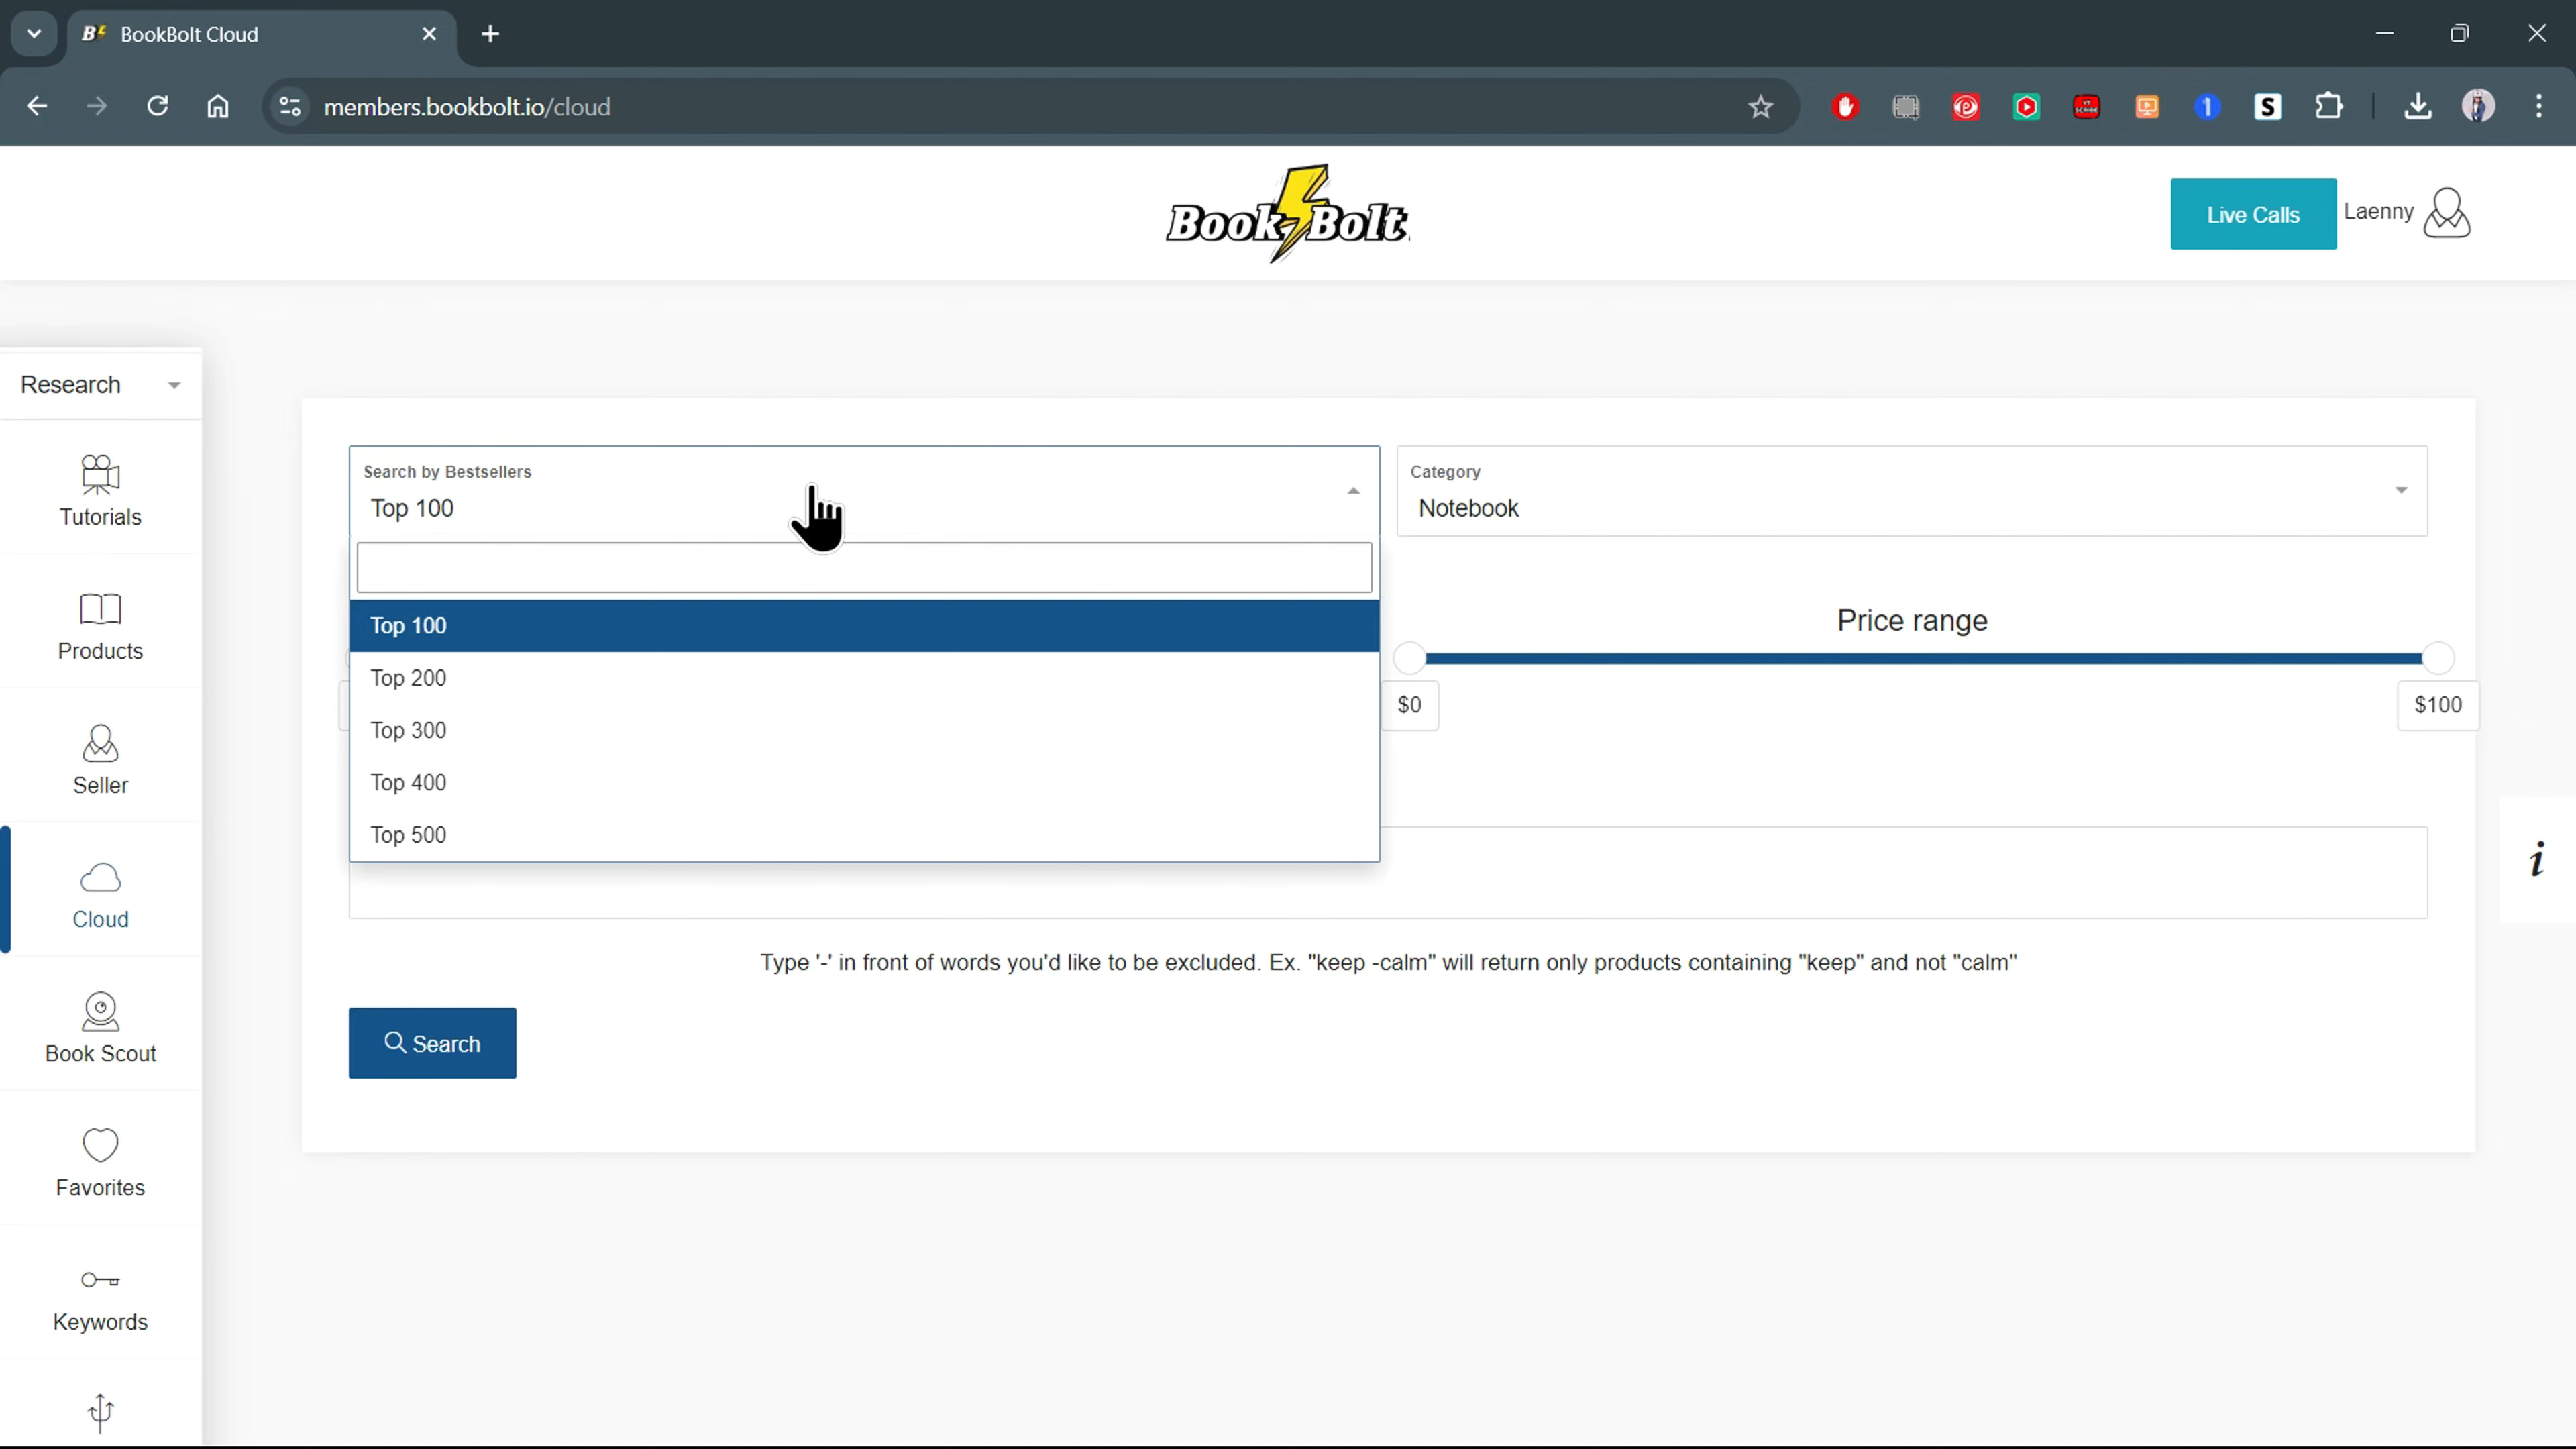 BookBolt Cloud
members.bookbolt.io/cloud
Book Bolt
Live Calls
Laenny
Research
Tutorials
Products
Seller
Cloud
Book Scout
Favorites
Keywords
Search by Bestsellers
Top 100
Category
Notebook
Top 100
Top 200
Top 300
Top 400
Top 500
Price range
$0
$100
Type '-' in front of words you'd like to be excluded. Ex. "keep -calm" will return only products containing "keep" and not "calm"
Search
i